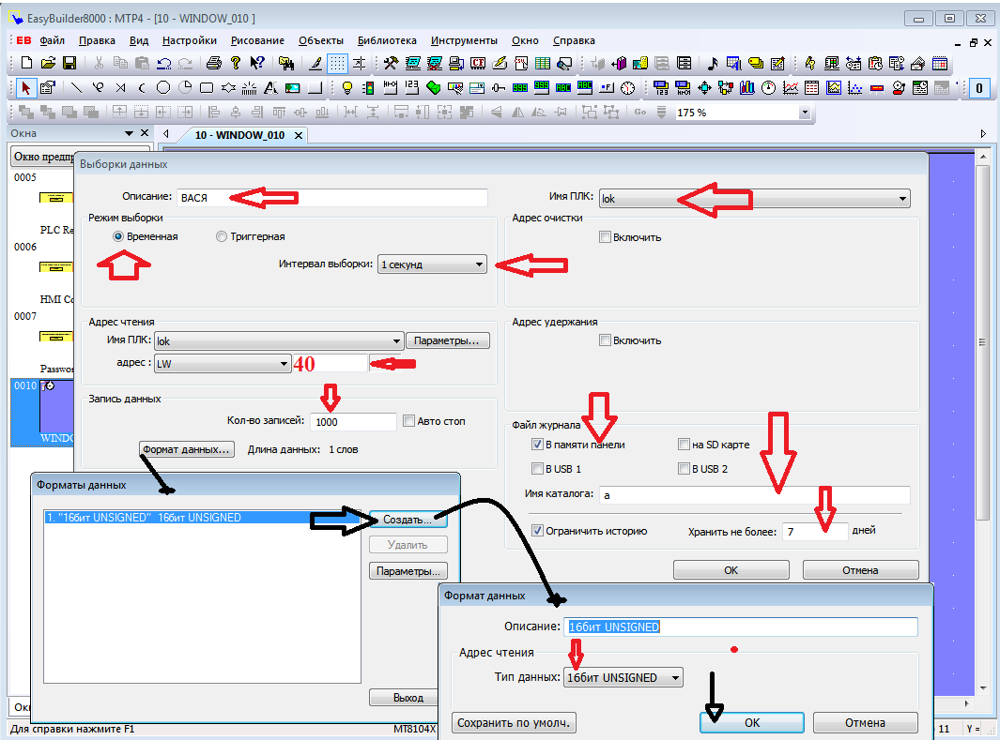 EasyBuilder8000 : MTP4 - [10 - WINDOW_010 ]
EB Файл Правка Вид Настройки Рисование Объекты Библиотека Инструменты Окно Справка
175 %
Окна
10 - WINDOW_010
Окно предпр
0005
PLC Re
0006
HMI Co
0007
Passwor
0010
WINDO
Выборки данных
Описание: ВАСЯ
Имя ПЛК: lok
Режим выборки
Временная Триггерная
Интервал выборки: 1 секунд
Адрес очистки
Включить
Адрес чтения
Имя ПЛК: lok Параметры...
адрес : LW 40
Адрес удержания
Включить
Запись данных
Кол-во записей: 1000 Авто стоп
Формат данных... Длина данных: 1 слов
Файл журнала
В памяти панели на SD карте
В USB 1 В USB 2
Имя каталога: a
Ограничить историю Хранить не более: 7 дней
OK Отмена
Форматы данных
1. "16бит UNSIGNED" 16бит UNSIGNED
Создать...
Удалить
Параметры...
Выход
Формат данных
Описание: 16бит UNSIGNED
Адрес чтения
Тип данных: 16бит UNSIGNED
Сохранить по умолч. OK Отмена
Для справки нажмите F1
MT8104X
11 Y =